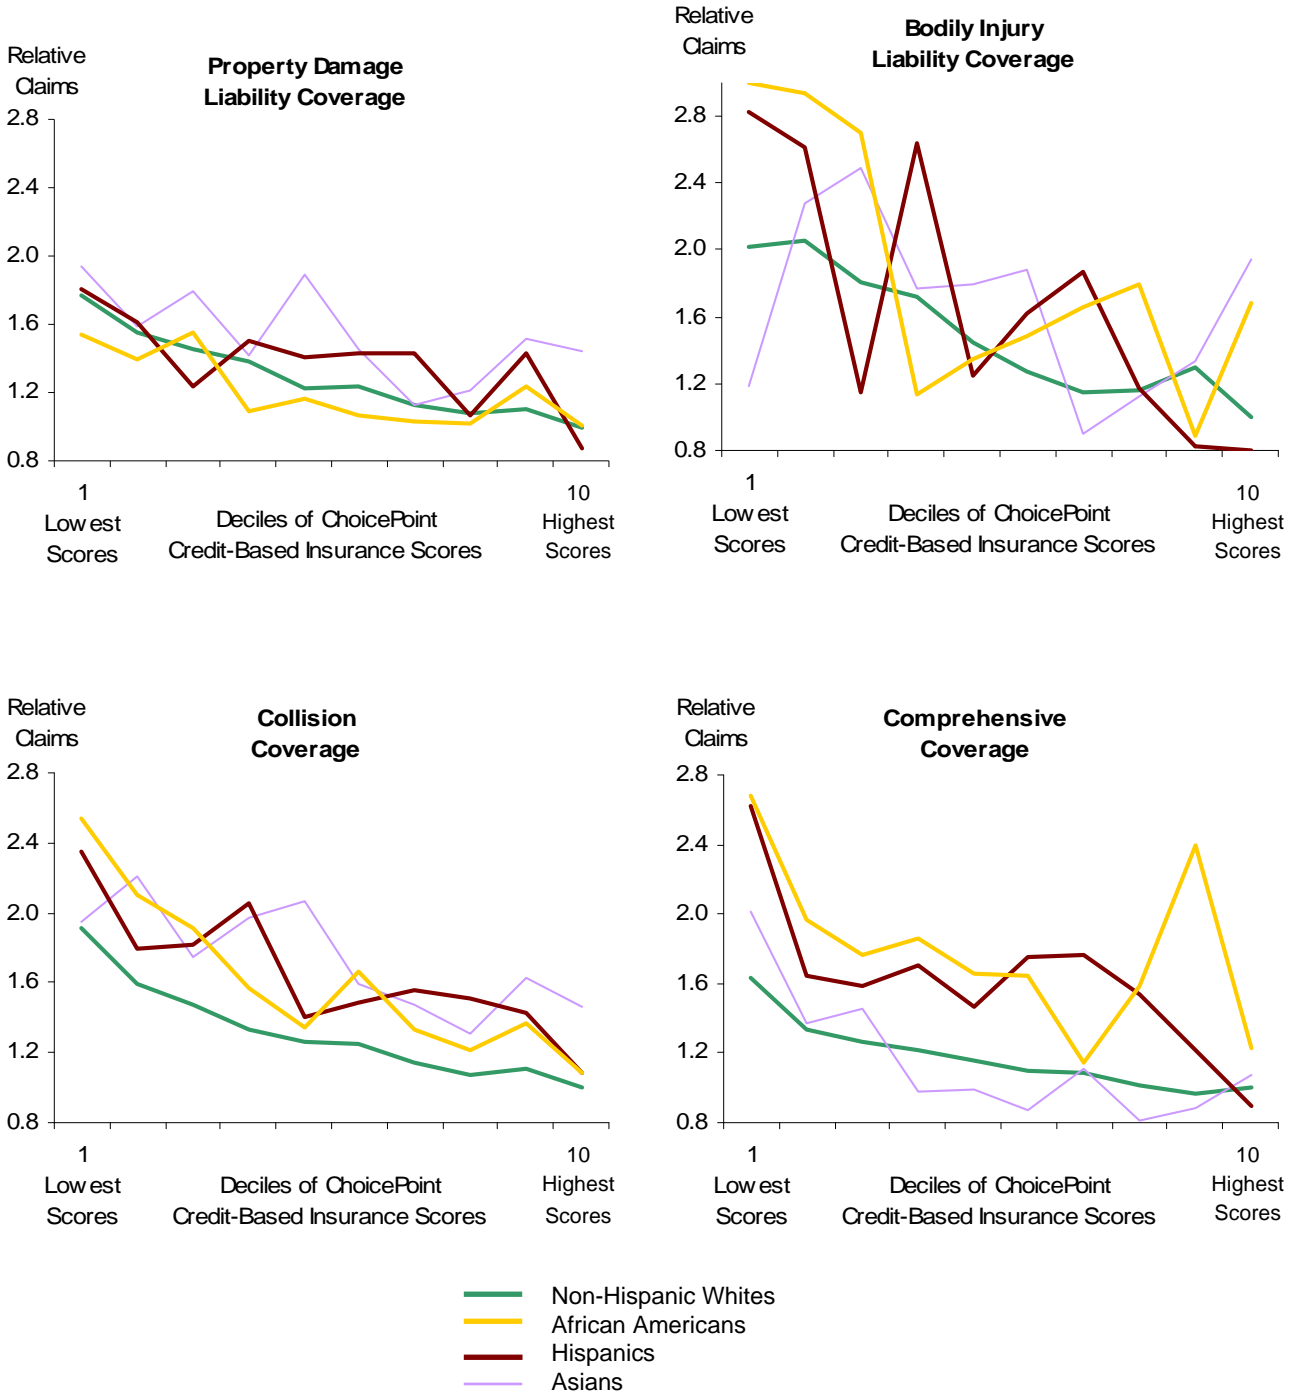 Relative
Claims
Property Damage
Liability Coverage
2.8
2.4
2.0
1.6
1.2
0.8
1
Lowest
Scores
Deciles of ChoicePoint
Credit-Based Insurance Scores
10
Highest
Scores
Relative
Claims
Bodily Injury
Liability Coverage
2.8
2.4
2.0
1.6
1.2
0.8
1
Lowest
Scores
Deciles of ChoicePoint
Credit-Based Insurance Scores
10
Highest
Scores
Relative
Claims
Collision
Coverage
2.8
2.4
2.0
1.6
1.2
0.8
1
Lowest
Scores
Deciles of ChoicePoint
Credit-Based Insurance Scores
10
Highest
Scores
Relative
Claims
Comprehensive
Coverage
2.8
2.4
2.0
1.6
1.2
0.8
1
Lowest
Scores
Deciles of ChoicePoint
Credit-Based Insurance Scores
10
Highest
Scores
Non-Hispanic Whites
African Americans
Hispanics
Asians